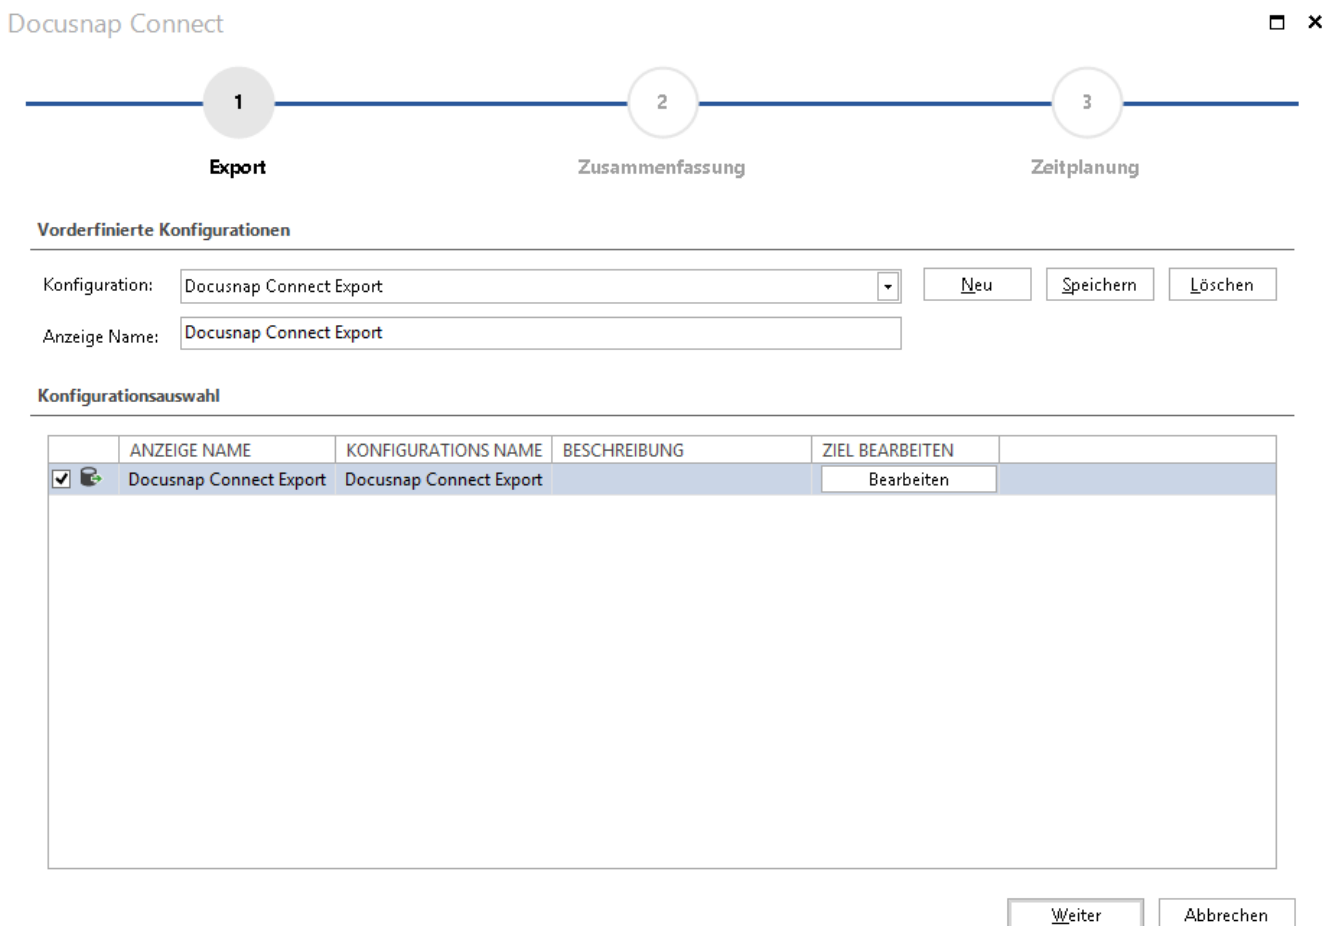 Docusnap Connect
1 2 3
Export Zusammenfassung Zeitplanung
Vorderfinierte Konfigurationen
Konfiguration: Docusnap Connect Export Neu Speichern Löschen
Anzeige Name: Docusnap Connect Export
Konfigurationsauswahl
ANZEIGE NAME KONFIGURATIONS NAME BESCHREIBUNG ZIEL BEARBEITEN
Docusnap Connect Export Docusnap Connect Export Bearbeiten
Weiter Abbrechen